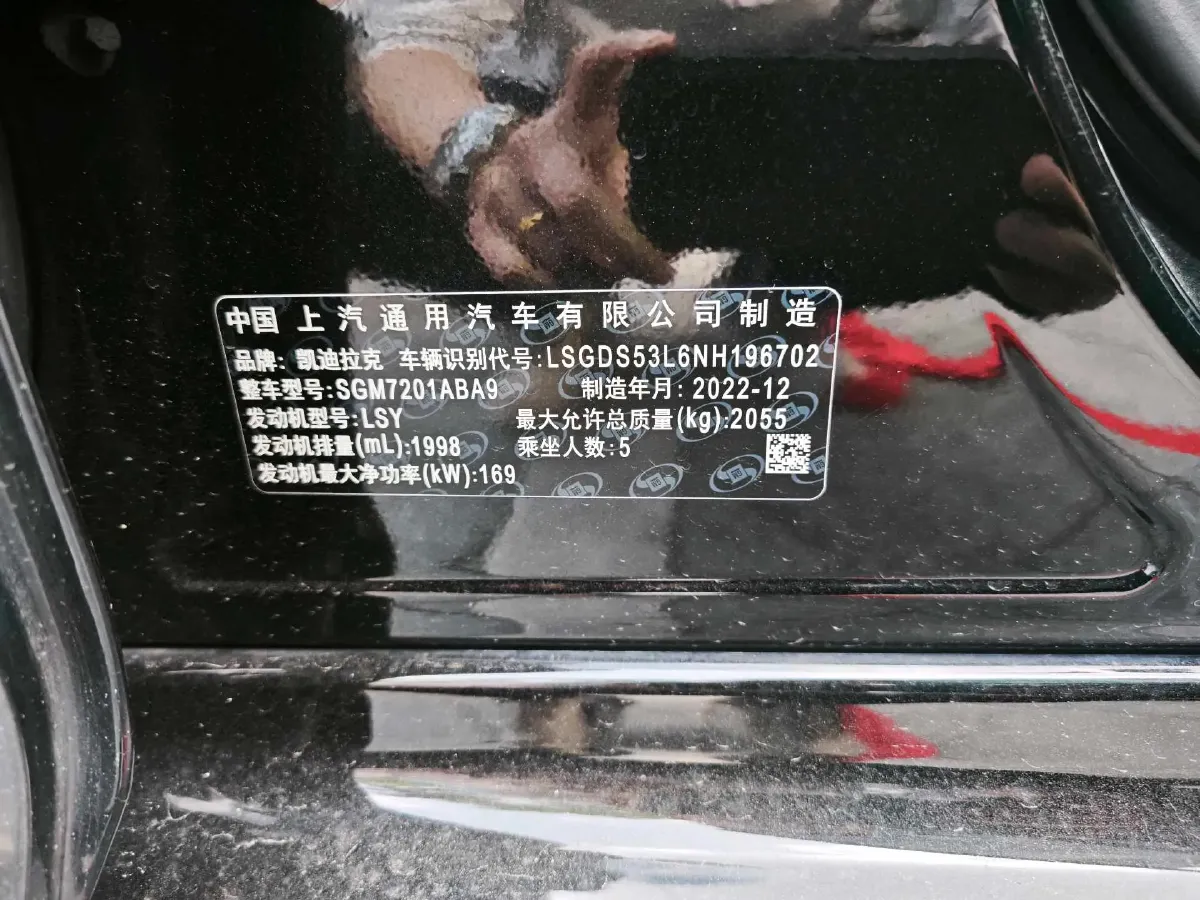 中国 上汽通用汽车有限公司制造
品牌: 凯迪拉克 车辆识别代号:LSGDS53L6NH196702
整车型号:SGM7201ABA9 制造年月: 2022-12
发动机型号:LSY 最大允许总质量(kg):2055
发动机排量(mL):1998 乘坐人数:5
发动机最大净功率(kW):169